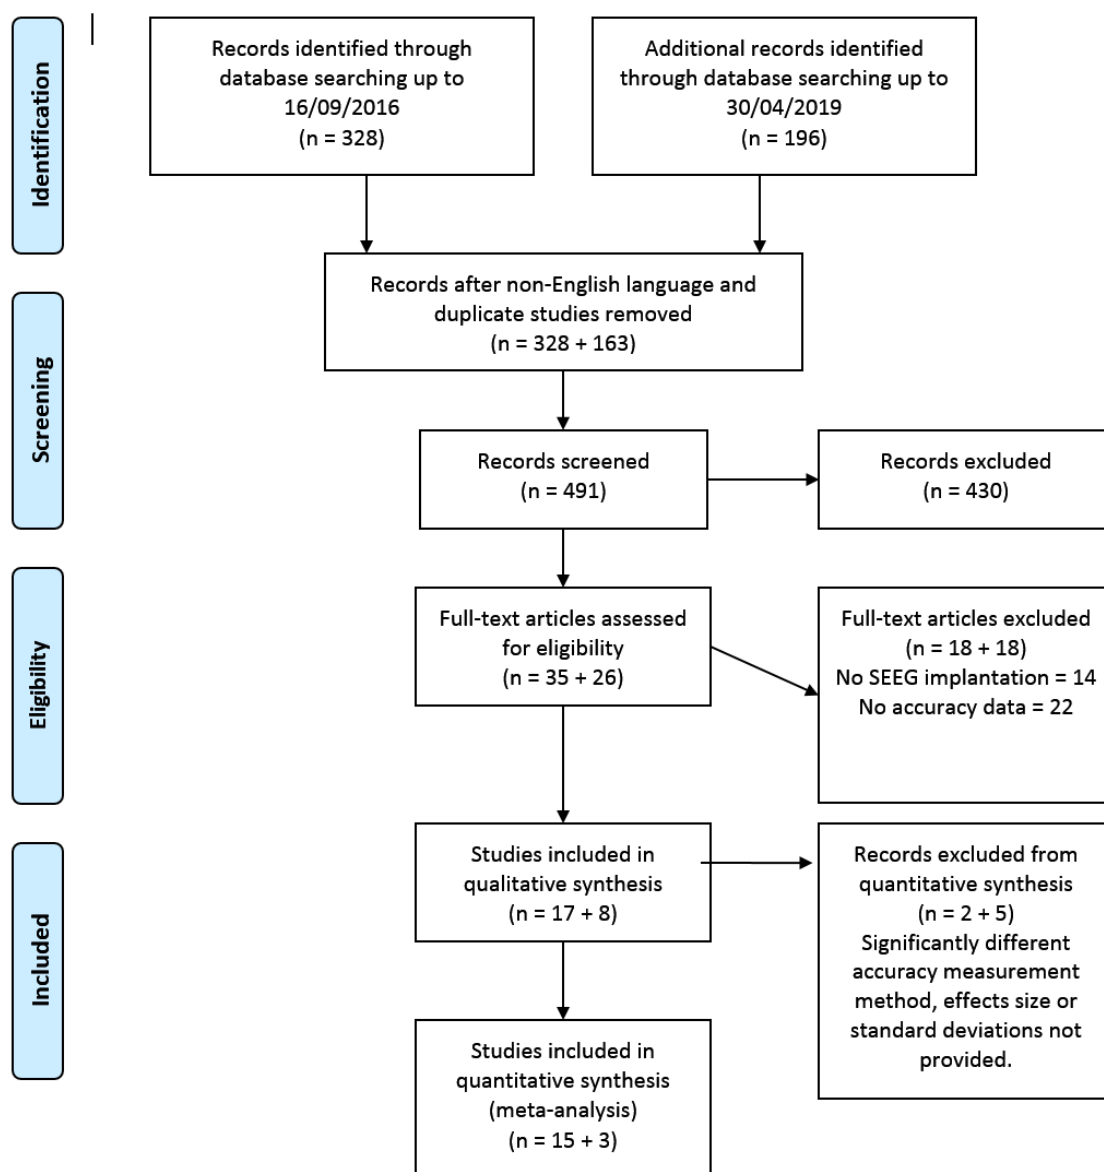 Identification
Records identified through
database searching up to
16/09/2016
(n = 328)
Additional records identified
through database searching up to
30/04/2019
(n = 196)
Records after non-English language and
duplicate studies removed
(n = 328 + 163)
Screening
Records screened
(n = 491)
Records excluded
(n = 430)
Eligibility
Full-text articles assessed
for eligibility
(n = 35 + 26)
Full-text articles excluded
(n = 18 + 18)
No SEEG implantation = 14
No accuracy data = 22
Included
Studies included in
qualitative synthesis
(n = 17 + 8)
Records excluded from
quantitative synthesis
(n = 2 + 5)
Significantly different
accuracy measurement
method, effects size or
standard deviations not
provided.
Studies included in
quantitative synthesis
(meta-analysis)
(n = 15 + 3)